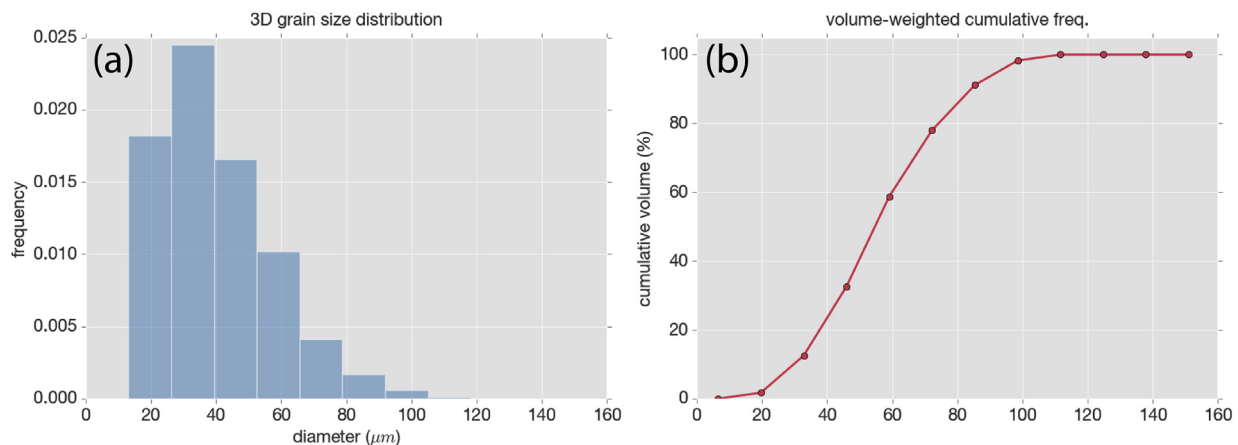 3D grain size distribution
(a)
0.025
0.020
0.015
0.010
0.005
0.000
frequency
0 20 40 60 80 100 120 140 160
diameter (μm)
volume-weighted cumulative freq.
(b)
100
80
60
40
20
0
cumulative volume (%)
0 20 40 60 80 100 120 140 160